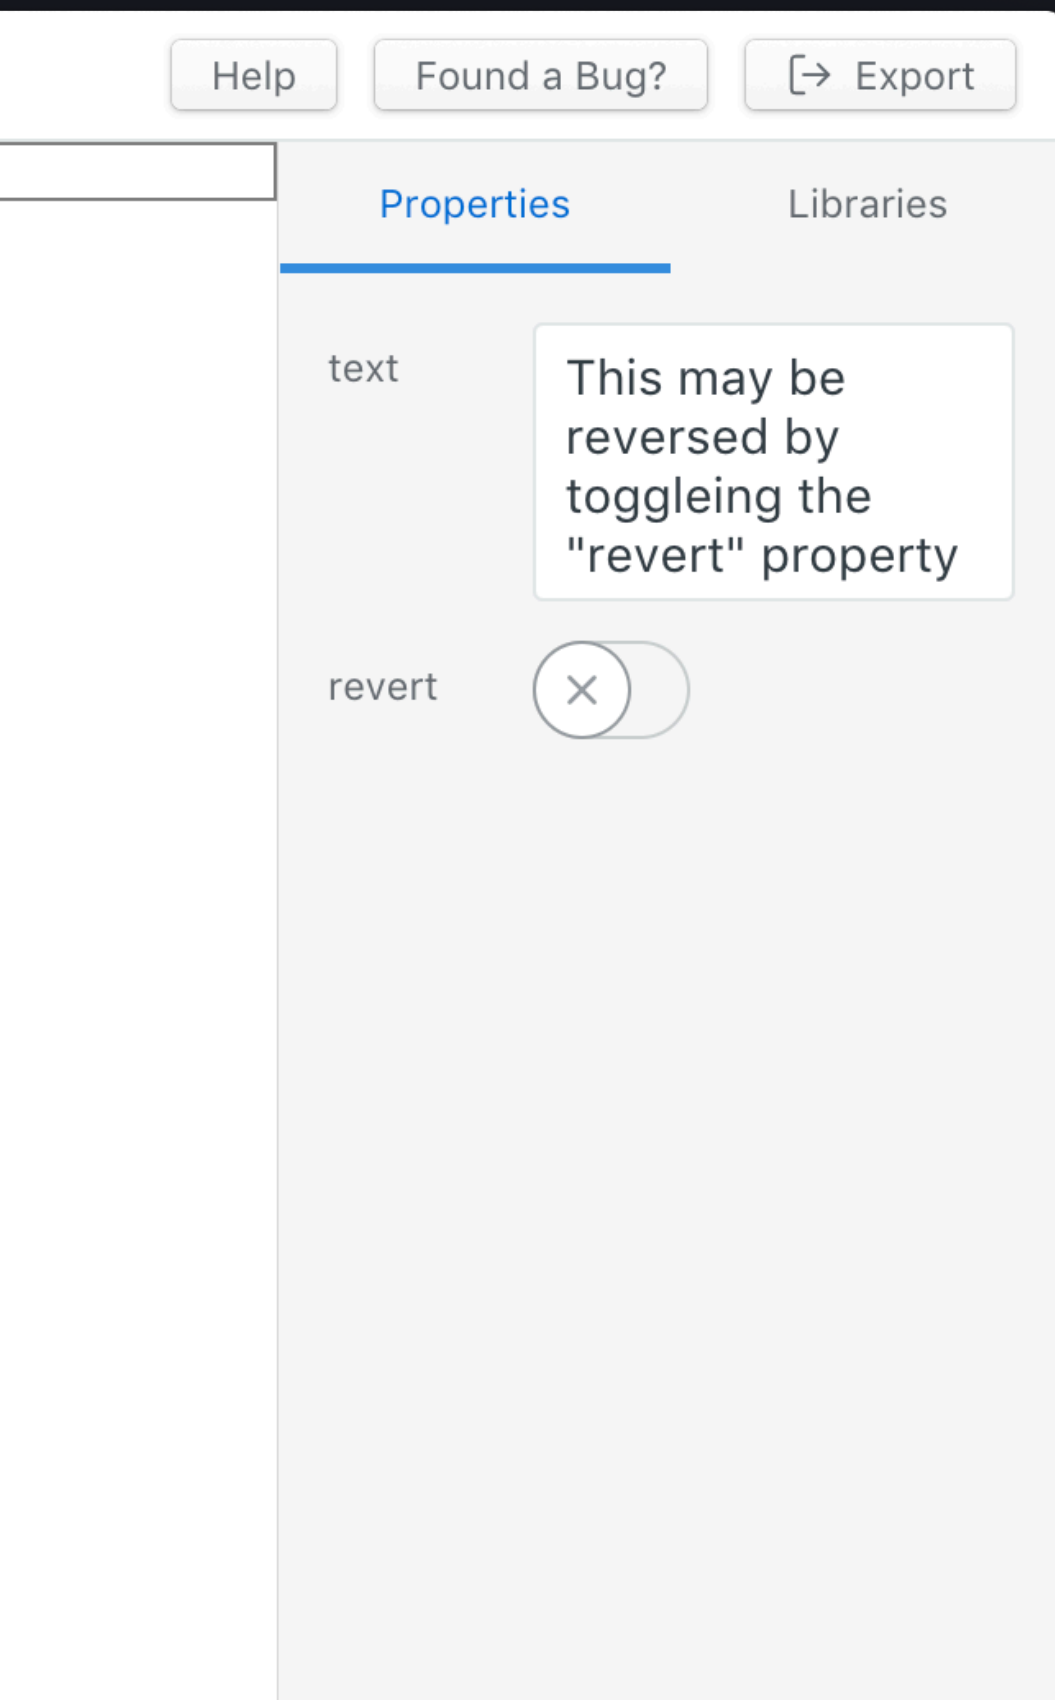 Help Found a Bug? Export
Properties Libraries
text
This may be
reversed by
toggleing the
"revert" property
revert